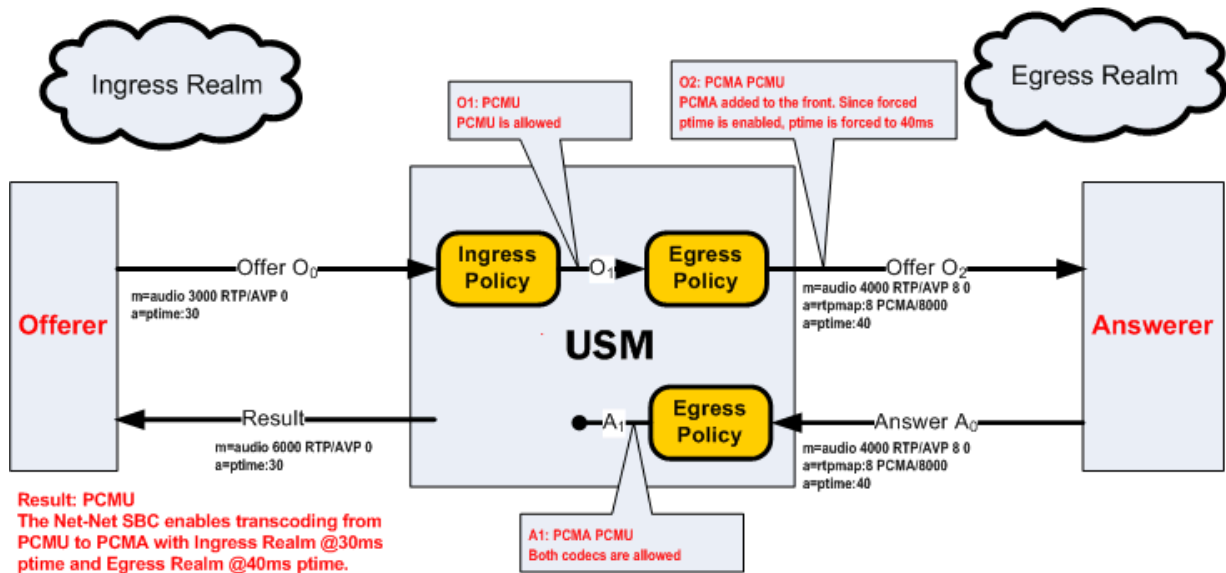 Ingress Realm
Egress Realm
O1: PCMU
PCMU is allowed
O2: PCMA PCMU
PCMA added to the front. Since forced
ptime is enabled, ptime is forced to 40ms
Offerer
Offer O0
m=audio 3000 RTP/AVP 0
a=ptime:30
Ingress
Policy
O1
Egress
Policy
Offer O2
m=audio 4000 RTP/AVP 8 0
a=rtpmap:8 PCMA/8000
a=ptime:40
Answerer
USM
Result
m=audio 6000 RTP/AVP 0
a=ptime:30
A1
Egress
Policy
Answer A0
m=audio 4000 RTP/AVP 8 0
a=rtpmap:8 PCMA/8000
a=ptime:40
Result: PCMU
The Net-Net SBC enables transcoding from
PCMU to PCMA with Ingress Realm @30ms
ptime and Egress Realm @40ms ptime.
A1: PCMA PCMU
Both codecs are allowed